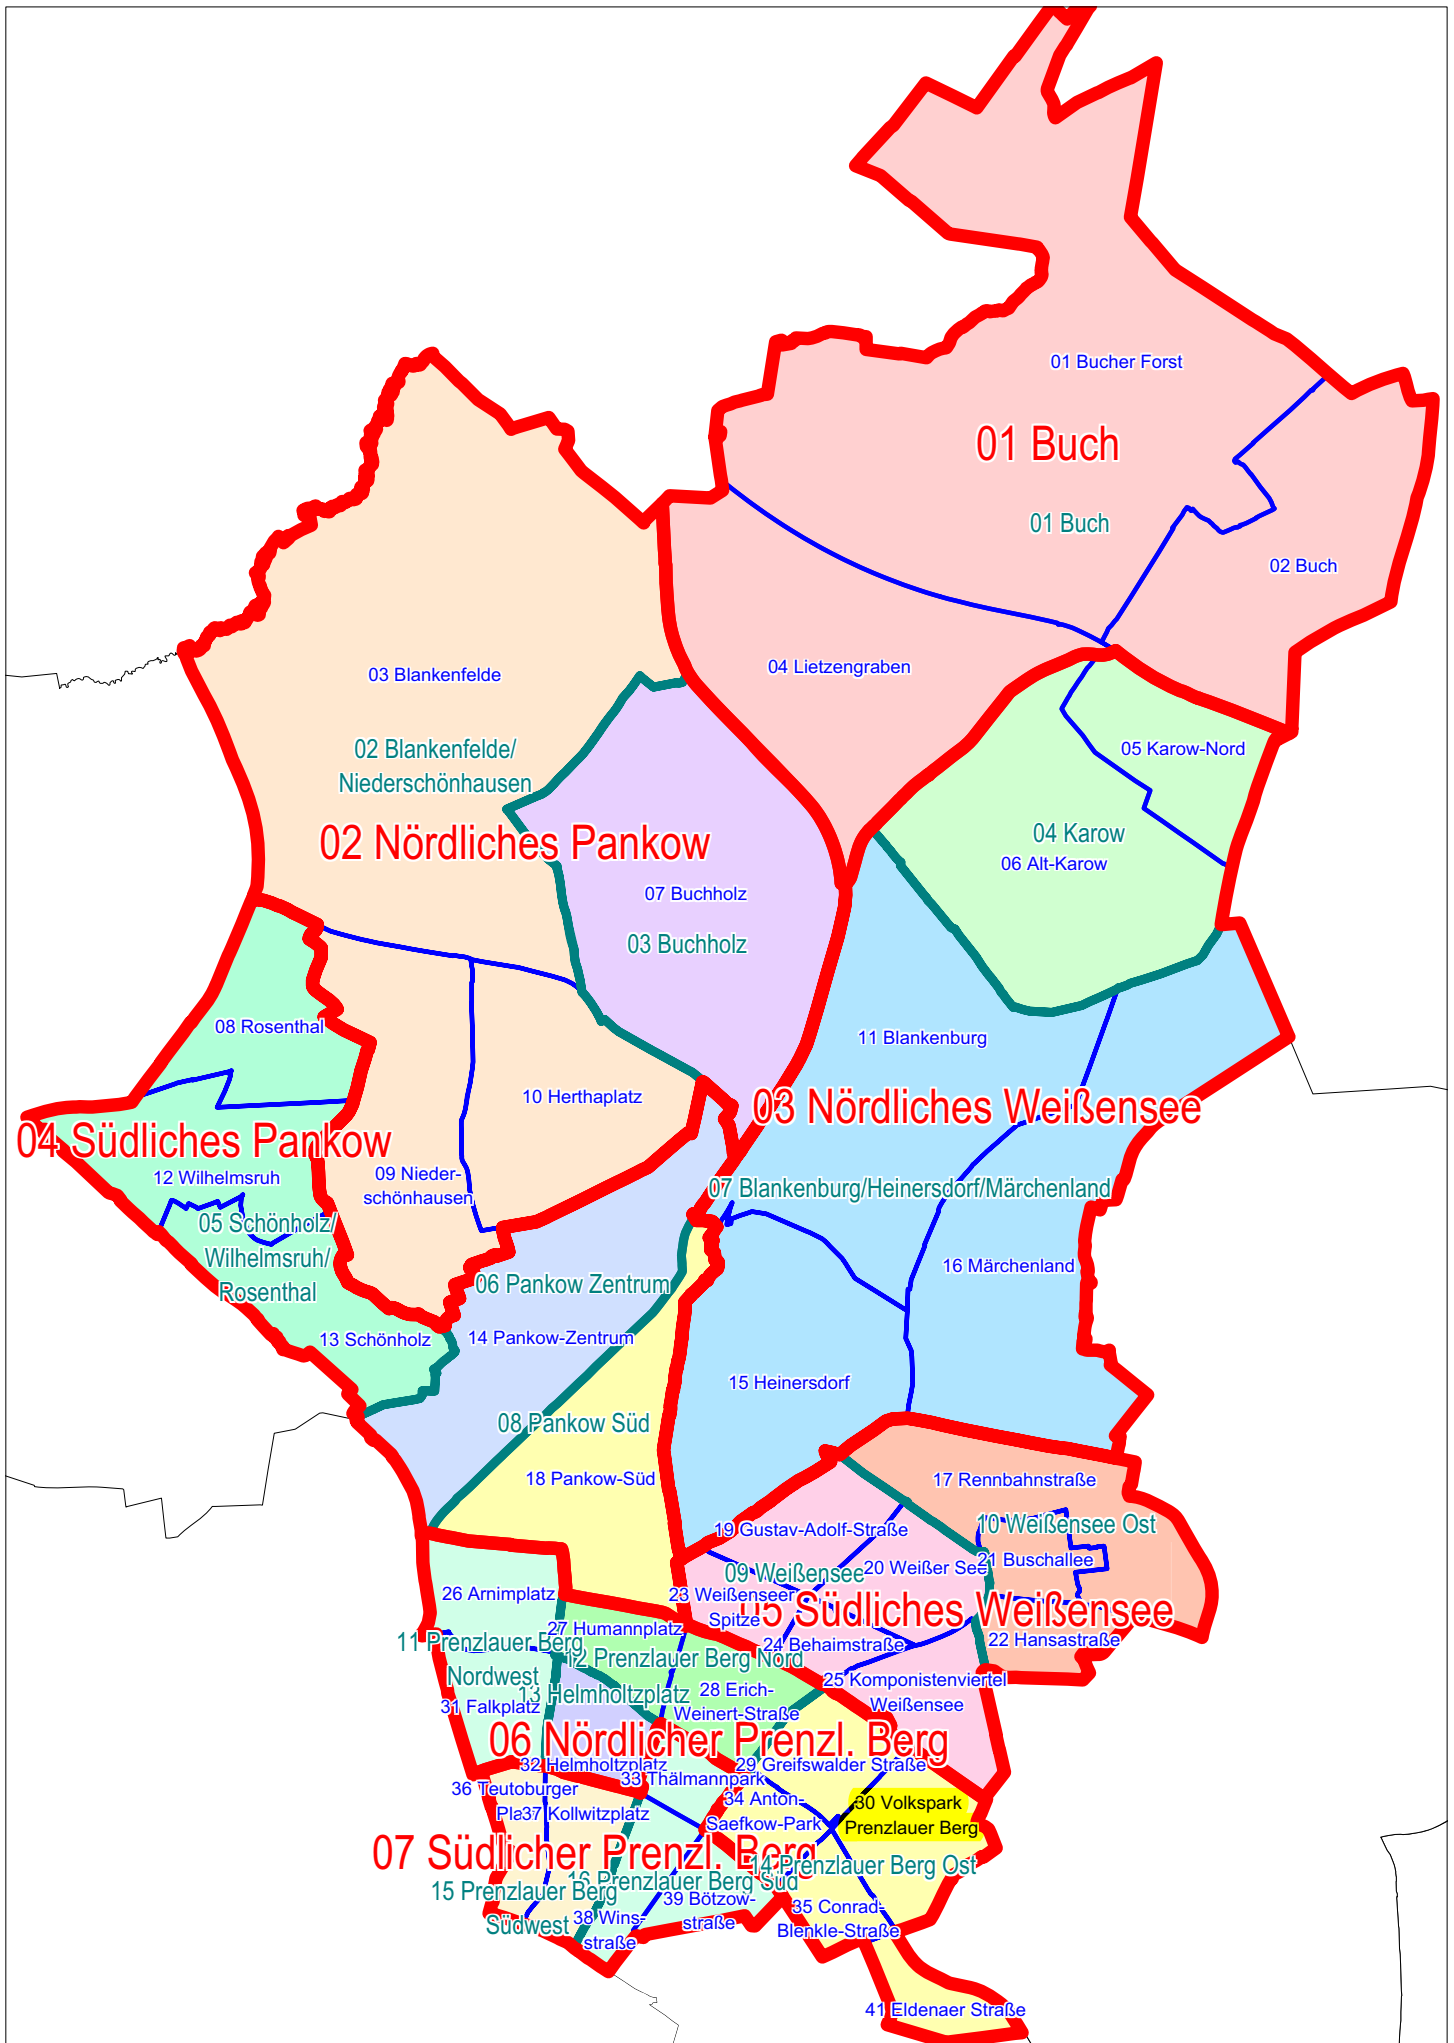 01 Bucher Forst
01 Buch
01 Buch
02 Buch
04 Lietzengraben
03 Blankenfelde
02 Blankenfelde/
Niederschönhausen
05 Karow-Nord
04 Karow
06 Alt-Karow
02 Nördliches Pankow
07 Buchholz
03 Buchholz
08 Rosenthal
11 Blankenburg
10 Herthaplatz
03 Nördliches Weißensee
04 Südliches Pankow
12 Wilhelmsruh
09 Nieder-
schönhausen
07 Blankenburg/Heinersdorf/Märchenland
05 Schönholz/
Wilhelmsruh/
Rosenthal
16 Märchenland
06 Pankow Zentrum
13 Schönholz
14 Pankow-Zentrum
15 Heinersdorf
08 Pankow Süd
18 Pankow-Süd
17 Rennbahnstraße
19 Gustav-Adolf-Straße
10 Weißensee Ost
09 Weißensee
20 Weißer See
21 Buschallee
26 Arnimplatz
23 Weißenseer
Spitze
05 Südliches Weißensee
27 Humannplatz
24 Behaimstraße
22 Hansastraße
11 Prenzlauer Berg
Nordwest
12 Prenzlauer Berg Nord
25 Komponistenviertel
Weißensee
13 Helmholtzplatz
28 Erich-
Weinert-Straße
31 Falkplatz
06 Nördlicher Prenzl. Berg
32 Helmholtzplatz
29 Greifswalder Straße
33 Thälmannpark
36 Teutoburger
Pla
37 Kollwitzplatz
34 Anton-
Saefkow-Park
30 Volkspark
Prenzlauer Berg
07 Südlicher Prenzl. Berg
14 Prenzlauer Berg Ost
16 Prenzlauer Berg Süd
15 Prenzlauer Berg
Südwest
39 Bötzow-
straße
38 Wins-
straße
35 Conrad-
Blenkle-Straße
41 Eldenaer Straße